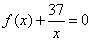 f(x) + 37/x = 0